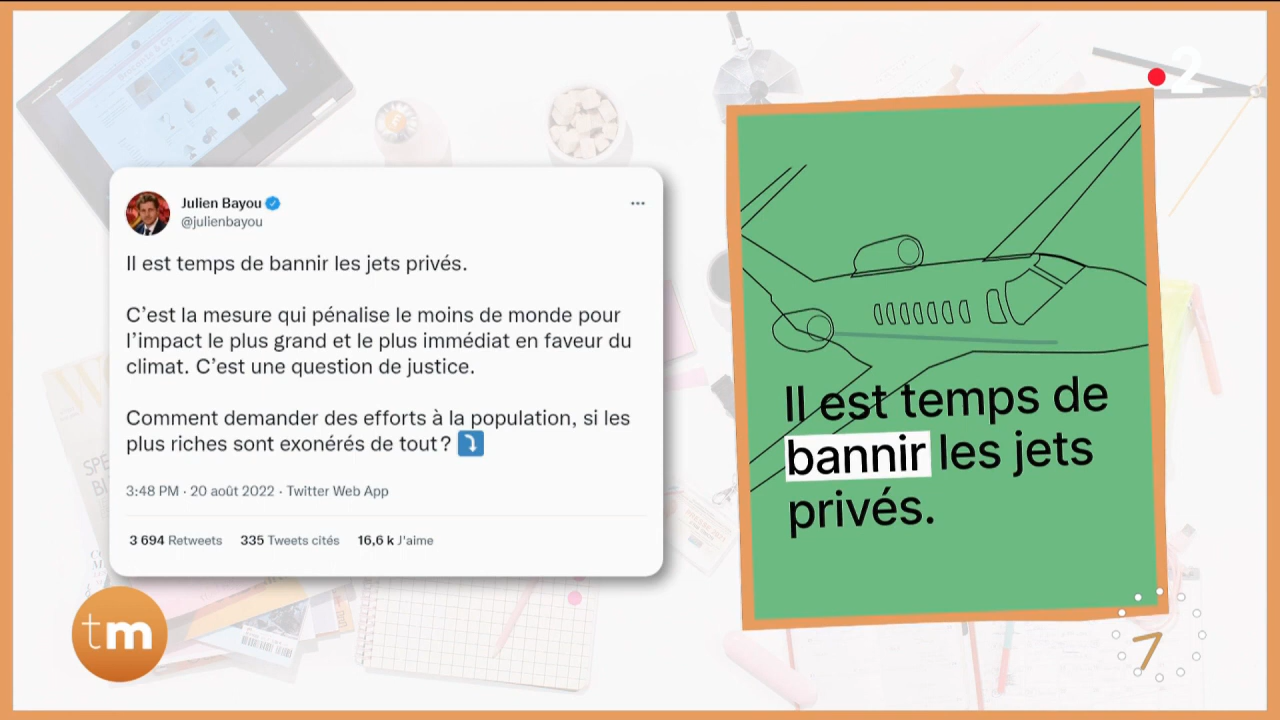 2
Julien Bayou
@julienbayou
Il est temps de bannir les jets privés.
C'est la mesure qui pénalise le moins de monde pour
l'impact le plus grand et le plus immédiat en faveur du
climat. C'est une question de justice.
Comment demander des efforts à la population, si les
plus riches sont exonérés de tout ?
3:48 PM · 20 août 2022 · Twitter Web App
3 694 Retweets 335 Tweets cités 16,6 k J'aime
Il est temps de
bannir les jets
privés.
tm
7